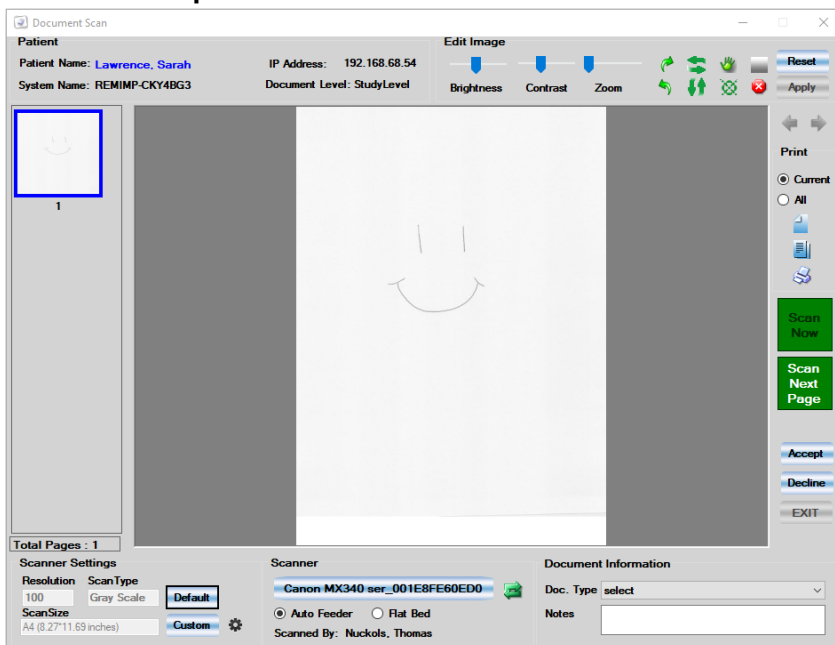 Document Scan
Patient
Patient Name: Lawrence, Sarah
System Name: REMIMP-CKY4BG3
IP Address: 192.168.68.54
Document Level: StudyLevel
Edit Image
Brightness Contrast Zoom
Reset
Apply
1
Total Pages : 1
Print
Current
All
Scan
Now
Scan
Next
Page
Accept
Decline
EXIT
Scanner Settings
Resolution ScanType
100 Gray Scale Default
ScanSize
A4 (8.27*11.69 inches) Custom
Scanner
Canon MX340 ser_001E8FE60ED0
Auto Feeder Flat Bed
Scanned By: Nuckols, Thomas
Document Information
Doc. Type select
Notes